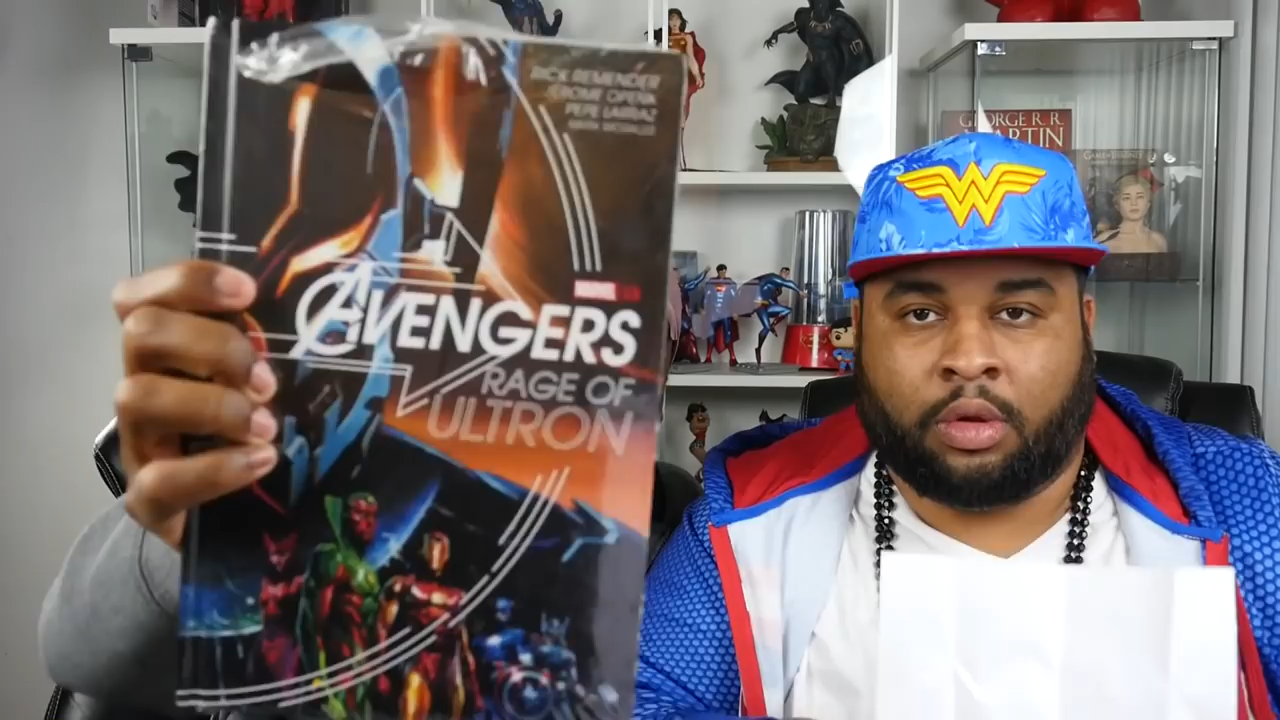 RICK REMENDER
JEROME OPEÑA
PEPE LARRAZ
MARVEL
AVENGERS
RAGE OF
ULTRON
GEORGE R. R.
MARTIN
W